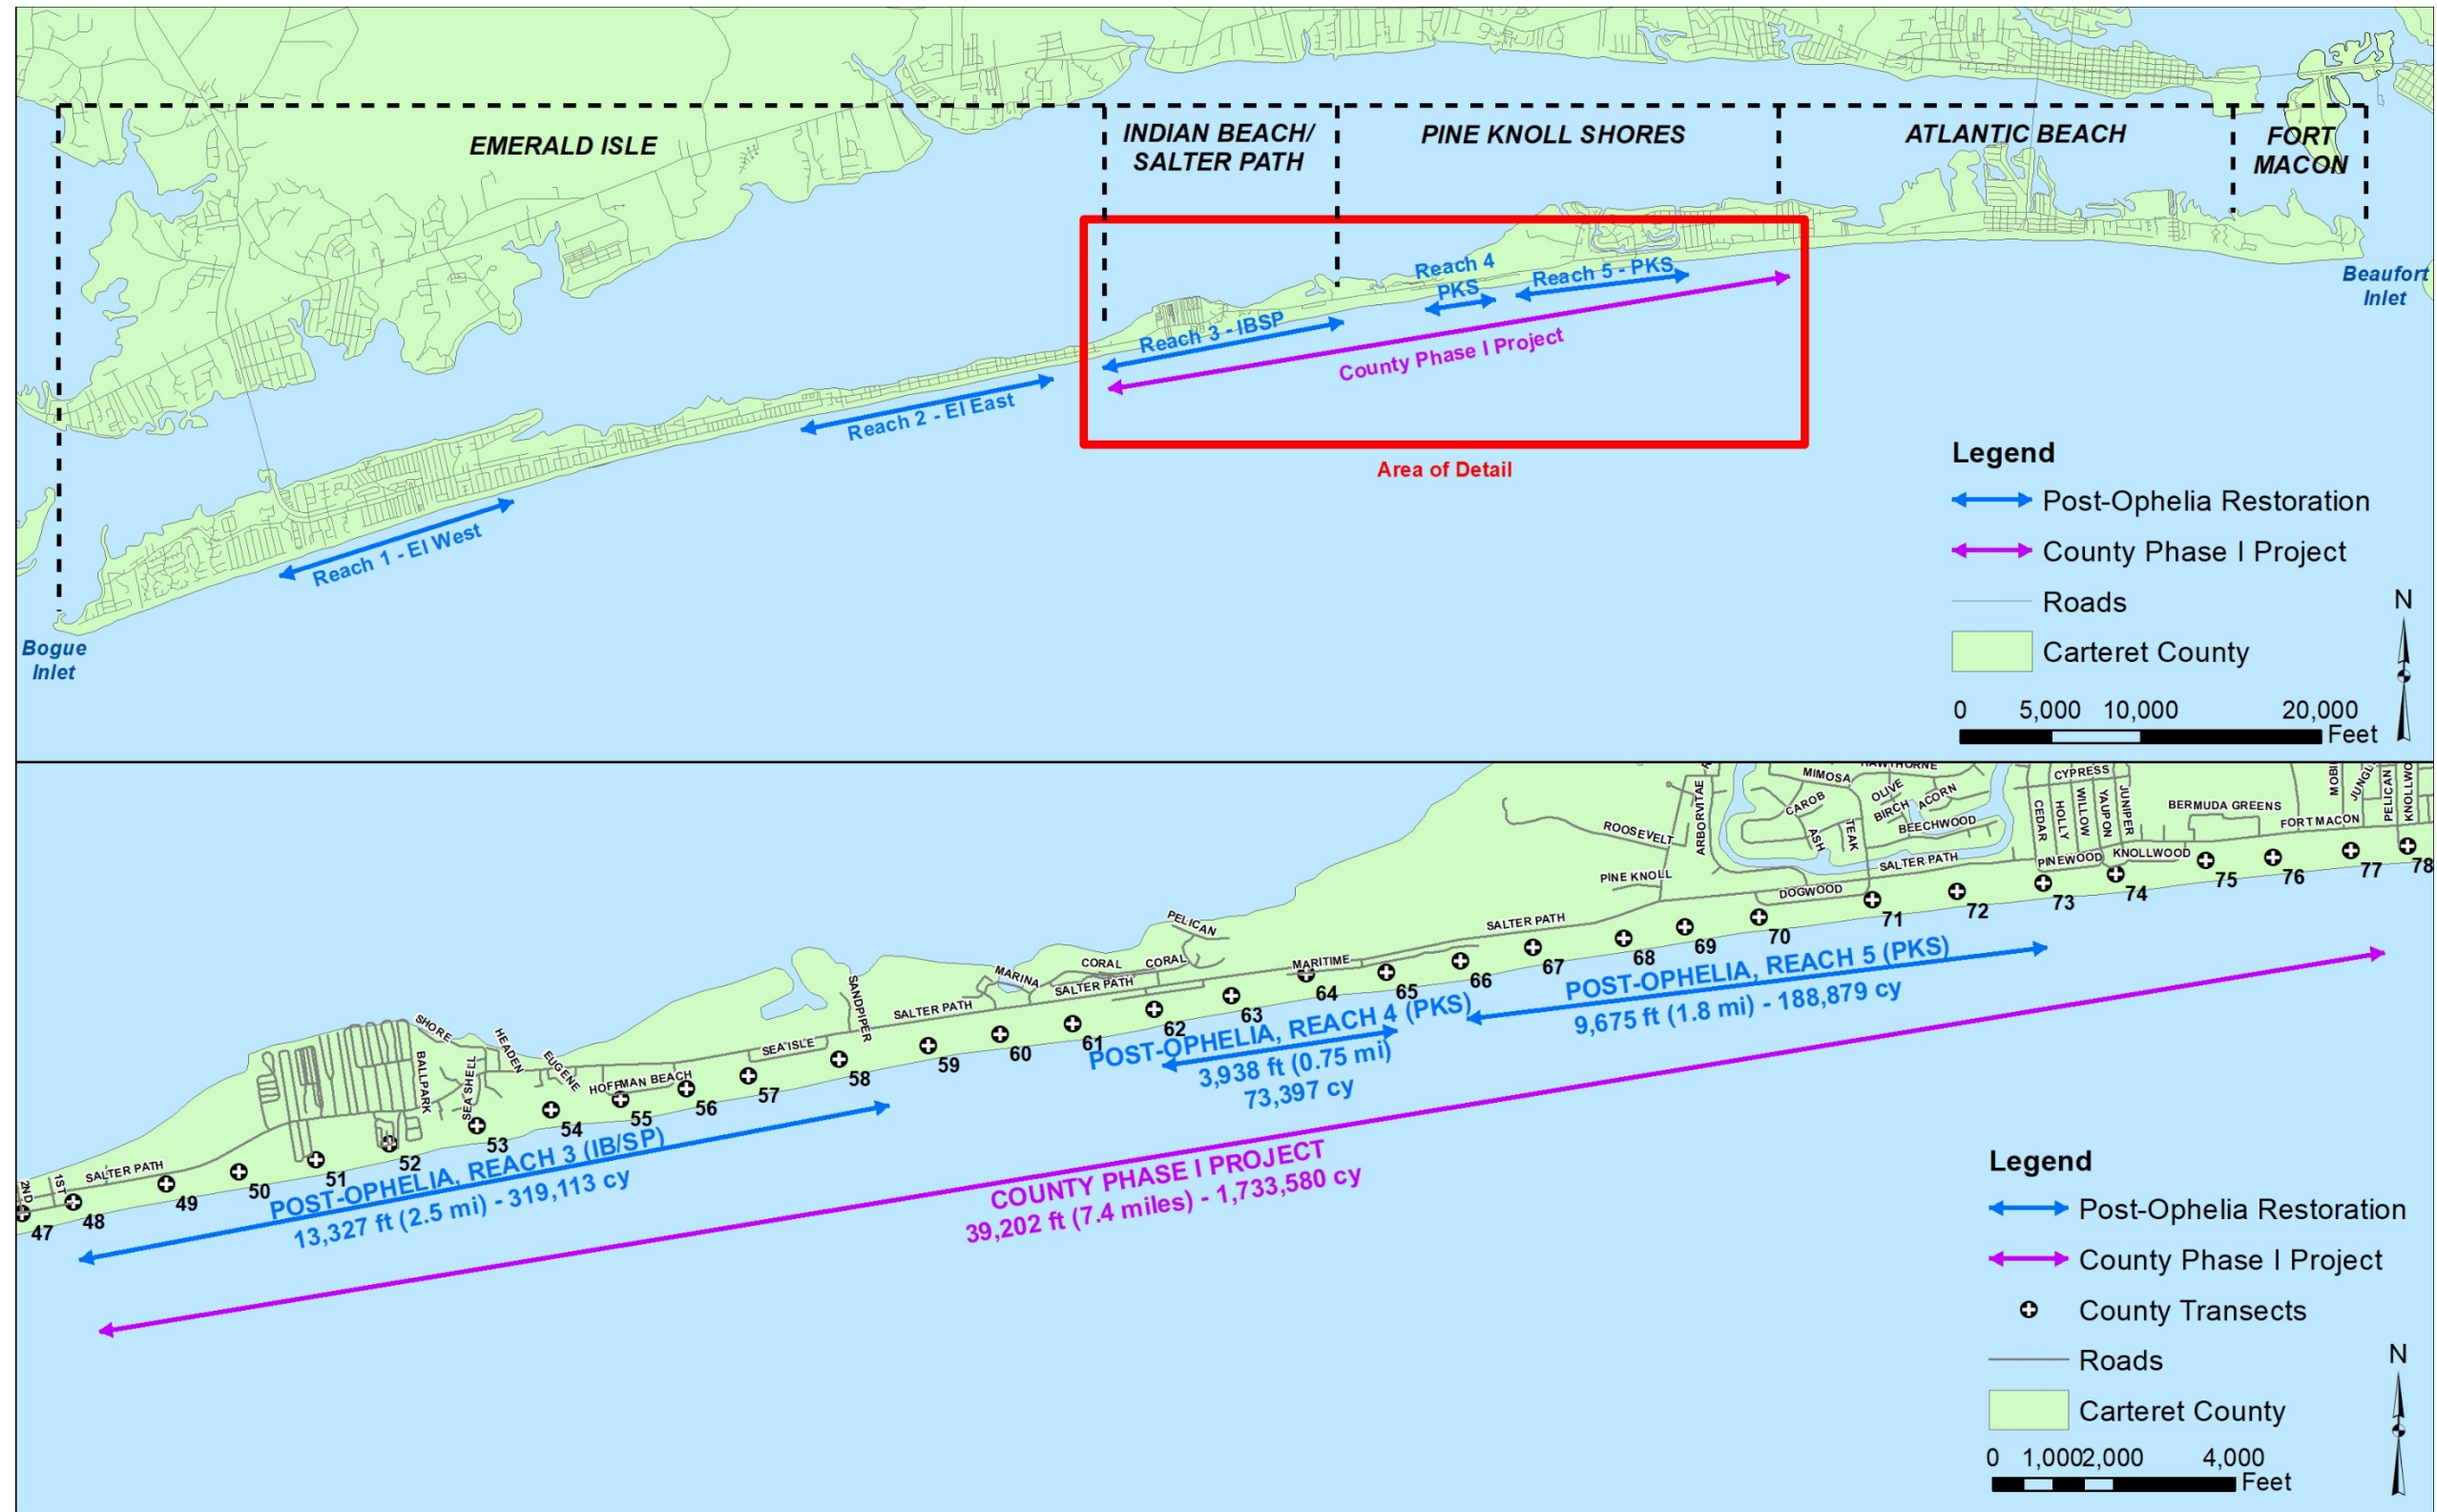 EMERALD ISLE
INDIAN BEACH/
SALTER PATH
PINE KNOLL SHORES
ATLANTIC BEACH
FORT
MACON
Reach 4
PKS
Reach 5 - PKS
Beaufort
Inlet
Reach 3 - IBSP
County Phase I Project
Reach 2 - EI East
Area of Detail
Reach 1 - EI West
Bogue
Inlet
Legend
Post-Ophelia Restoration
County Phase I Project
Roads
Carteret County
N
0 5,000 10,000 20,000
Feet
HAWTHORNE
MIMOSA
CYPRESS
CAROB
OLIVE
BIRCH
ACORN
ASH
TEAK
BEECHWOOD
ARBORVITAE
ROOSEVELT
CEDAR
HOLLY
WILLOW
YAUPON
JUNIPER
BERMUDA GREENS
FORT MACON
PELICAN
PINEWOOD
KNOLLWOOD
SALTER PATH
PINE KNOLL
DOGWOOD
SALTER PATH
PELICAN
MARITIME
CORAL
CORAL
MARINA
SALTER PATH
SANDPIPER
SALTER PATH
SEA ISLE
SHORE
HEADEN
EUGENE
HOFFMAN BEACH
BALLPARK
SEA SHELL
SALTER PATH
1ST
2ND
47
48
49
50
51
52
53
54
55
56
57
58
59
60
61
62
63
64
65
66
67
68
69
70
71
72
73
74
75
76
77
78
POST-OPHELIA, REACH 5 (PKS)
9,675 ft (1.8 mi) - 188,879 cy
POST-OPHELIA, REACH 4 (PKS)
3,938 ft (0.75 mi)
73,397 cy
POST-OPHELIA, REACH 3 (IB/SP)
13,327 ft (2.5 mi) - 319,113 cy
COUNTY PHASE I PROJECT
39,202 ft (7.4 miles) - 1,733,580 cy
Legend
Post-Ophelia Restoration
County Phase I Project
County Transects
Roads
Carteret County
N
0 1,000 2,000 4,000
Feet